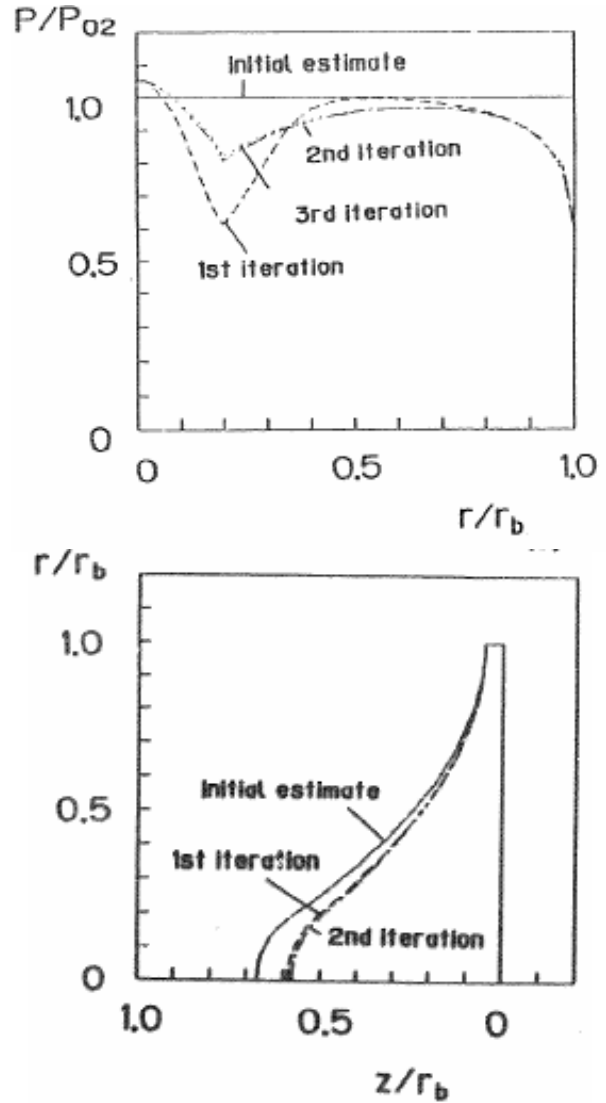 P/P02
initial estimate
1.0
2nd iteration
3rd iteration
1st iteration
0.5
0
0 0.5 1.0
r/rb
r/rb
1.0
initial estimate
0.5
1st iteration
2nd iteration
0
1.0 0.5 0
z/rb